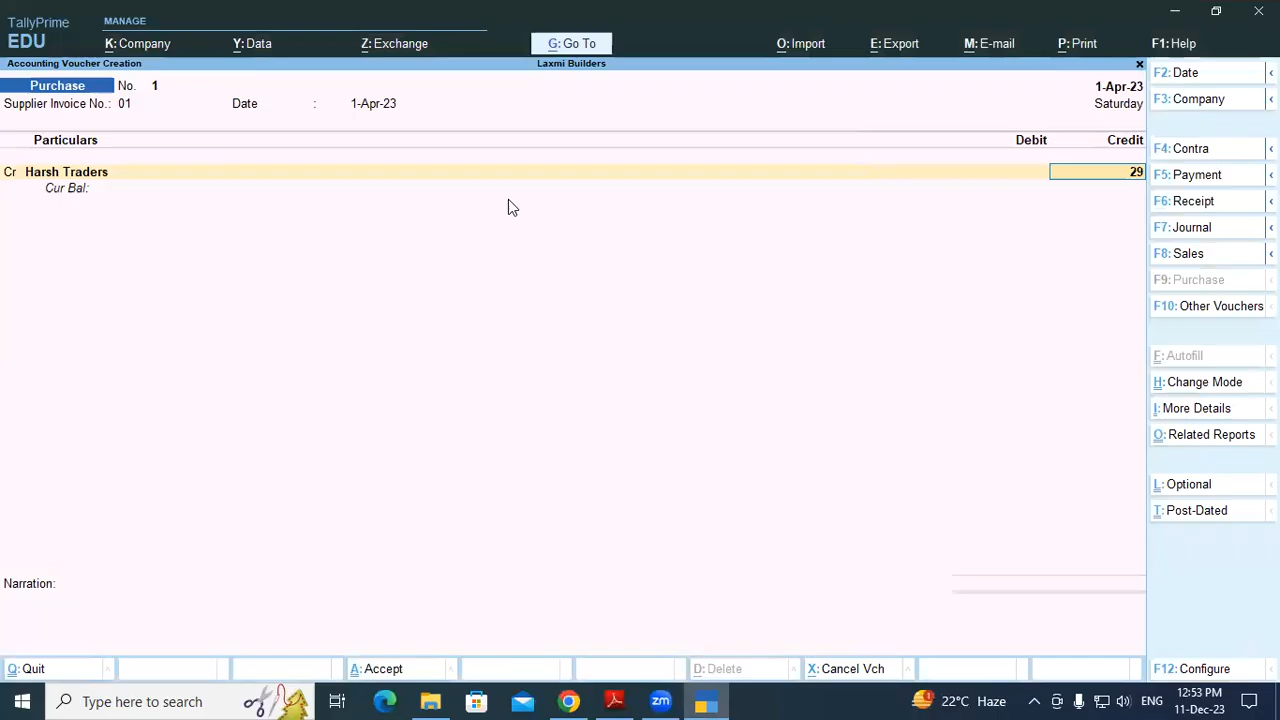 TallyPrime
EDU
MANAGE
K: Company
Y: Data
Z: Exchange
G: Go To
O: Import
E: Export
M: E-mail
P: Print
F1: Help
Accounting Voucher Creation
Laxmi Builders
Purchase No. 1
1-Apr-23
Supplier Invoice No.: 01
Date : 1-Apr-23
Saturday
Particulars
Debit
Credit
Cr Harsh Traders
29
Cur Bal:
Narration:
F2: Date
F3: Company
F4: Contra
F5: Payment
F6: Receipt
F7: Journal
F8: Sales
F9: Purchase
F10: Other Vouchers
F: Autofill
H: Change Mode
I: More Details
O: Related Reports
L: Optional
T: Post-Dated
Q: Quit
A: Accept
D: Delete
X: Cancel Vch
F12: Configure
Type here to search
22°C Haze
ENG
12:53 PM
11-Dec-23